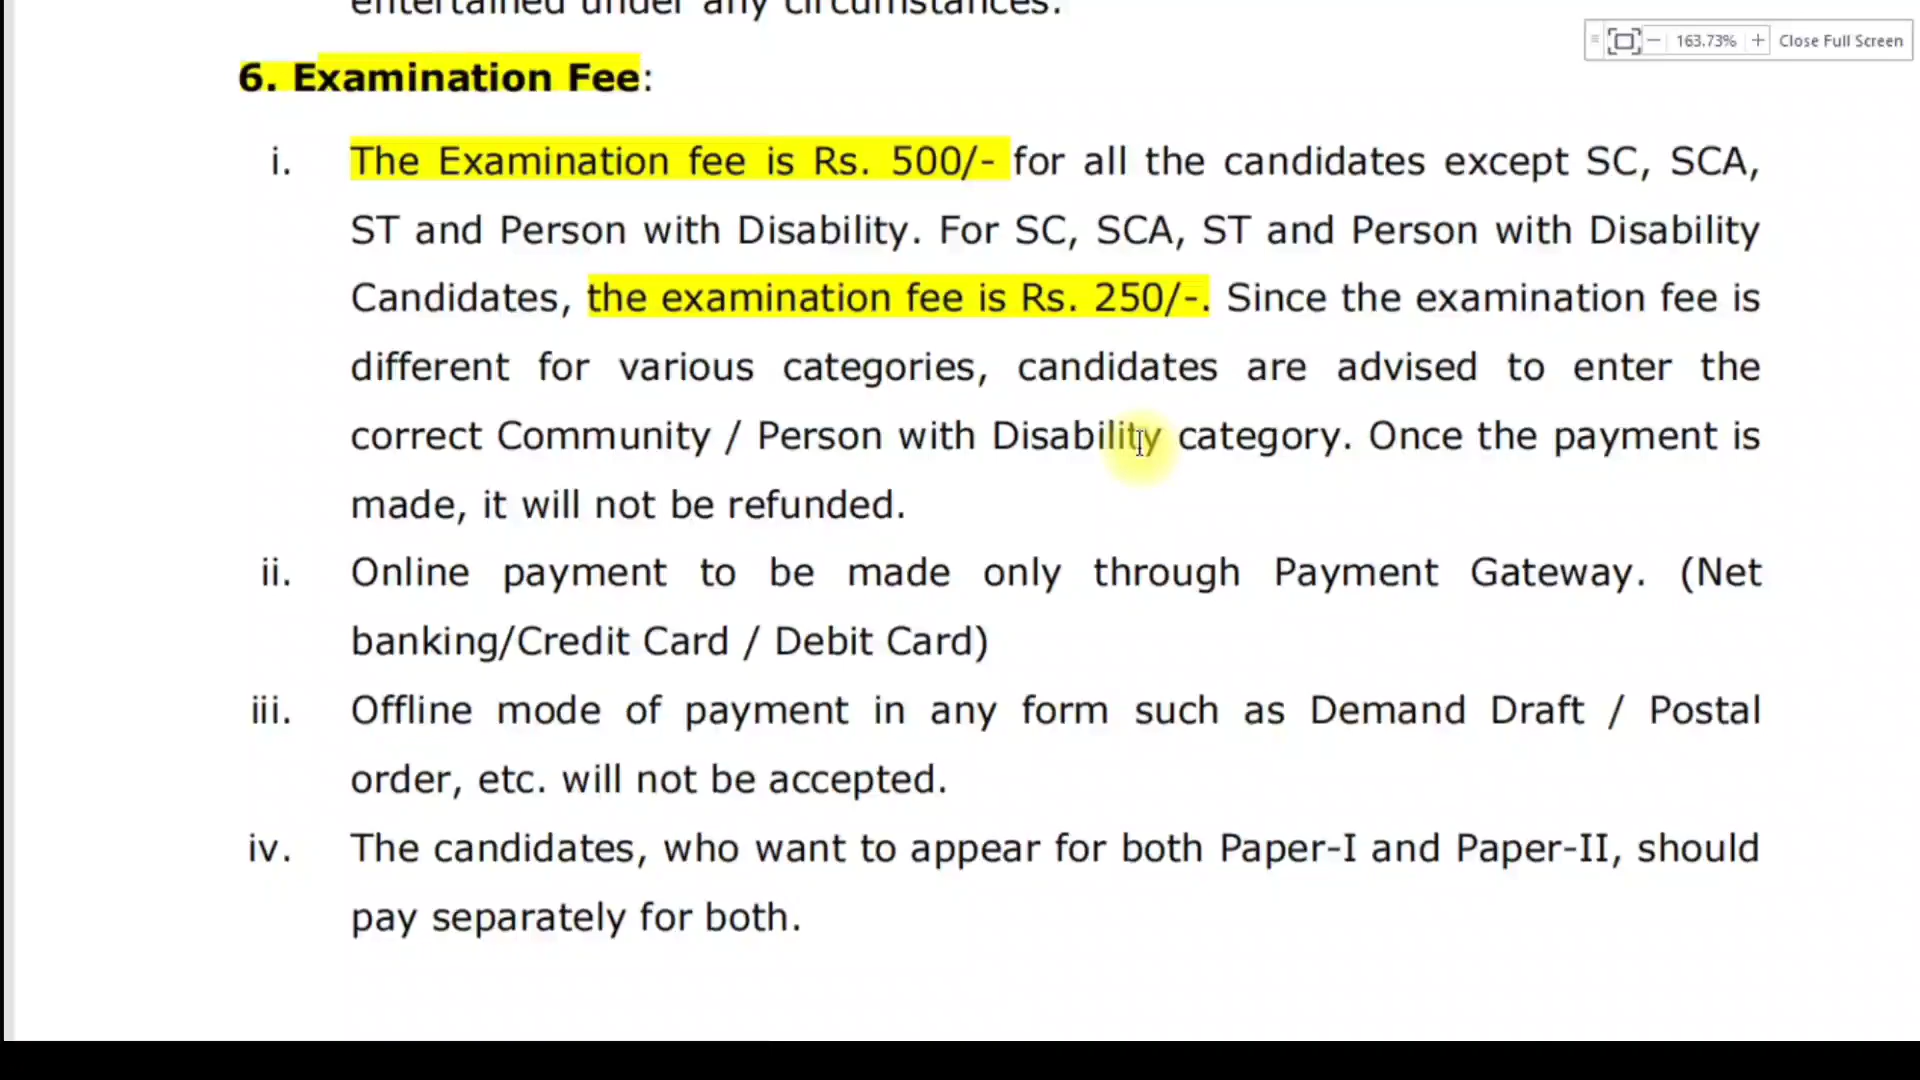 entertained under any circumstances.
163.73%
Close Full Screen
6. Examination Fee:
i. The Examination fee is Rs. 500/- for all the candidates except SC, SCA,
ST and Person with Disability. For SC, SCA, ST and Person with Disability
Candidates, the examination fee is Rs. 250/-. Since the examination fee is
different for various categories, candidates are advised to enter the
correct Community / Person with Disability category. Once the payment is
made, it will not be refunded.
ii. Online payment to be made only through Payment Gateway. (Net
banking/Credit Card / Debit Card)
iii. Offline mode of payment in any form such as Demand Draft / Postal
order, etc. will not be accepted.
iv. The candidates, who want to appear for both Paper-I and Paper-II, should
pay separately for both.